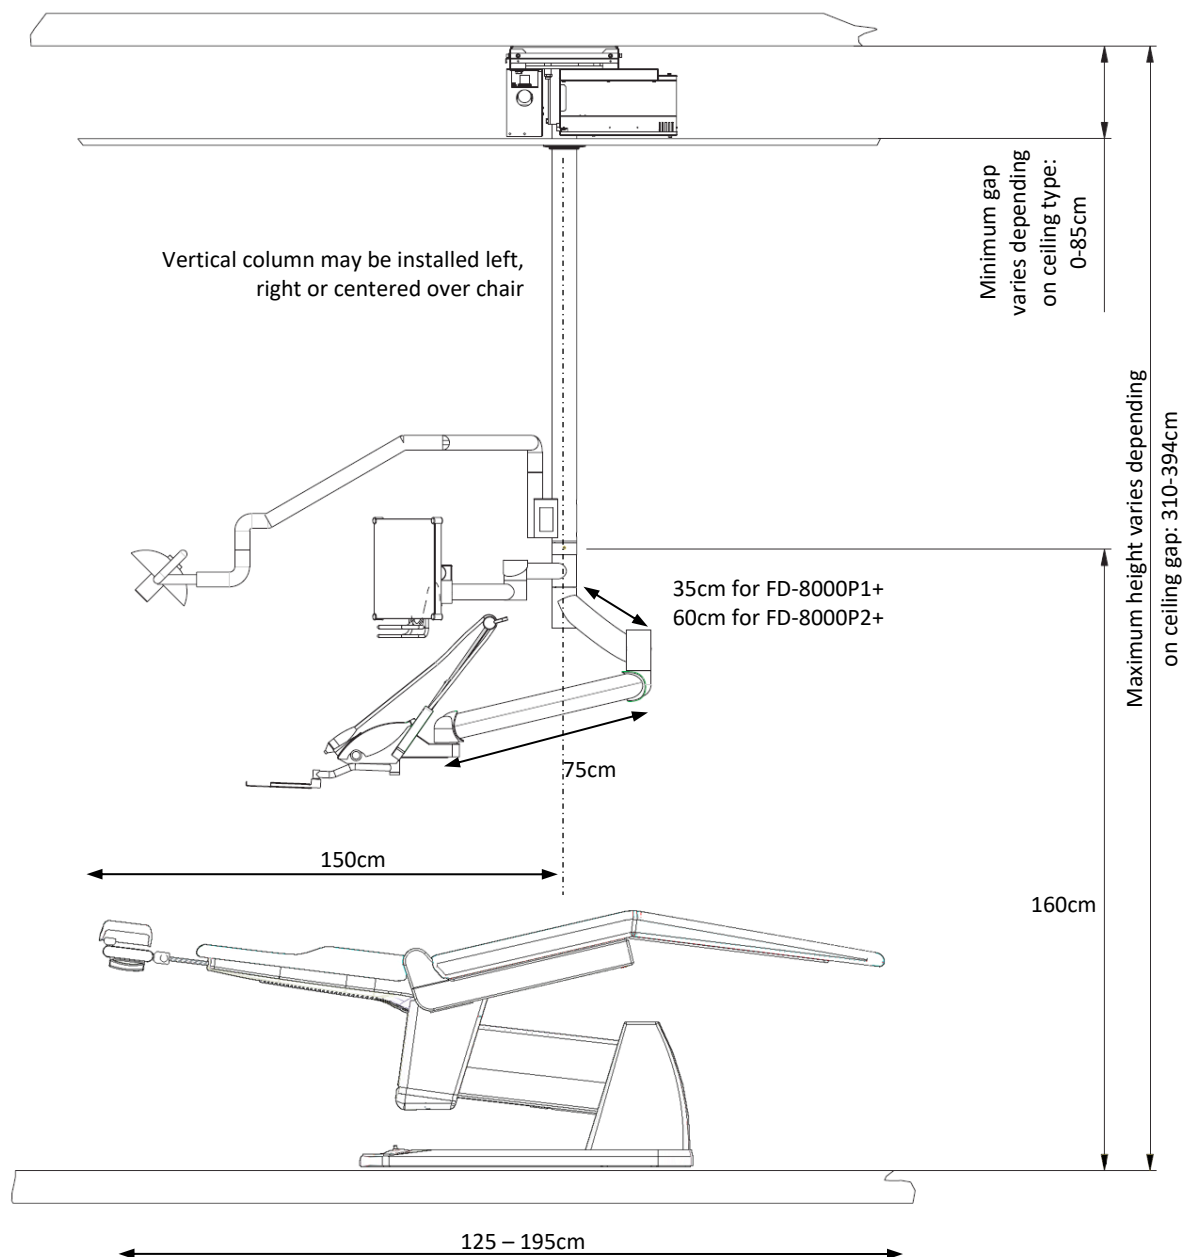 Minimum gap
varies depending
on ceiling type:
0-85cm
Vertical column may be installed left,
right or centered over chair
Maximum height varies depending
on ceiling gap: 310-394cm
35cm for FD-8000P1+
60cm for FD-8000P2+
75cm
150cm
160cm
125 – 195cm